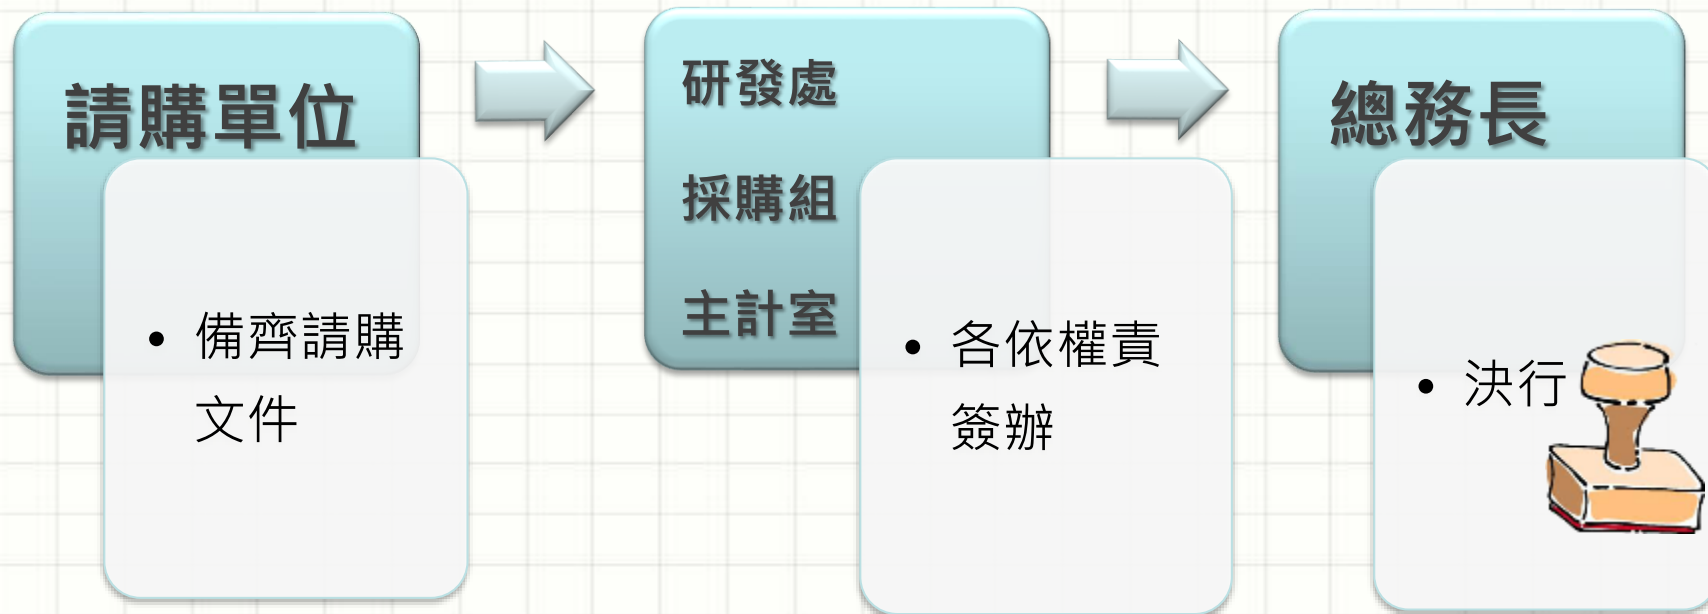 請購單位
• 備齊請購
文件
研發處
採購組
主計室
• 各依權責
簽辦
總務長
• 決行